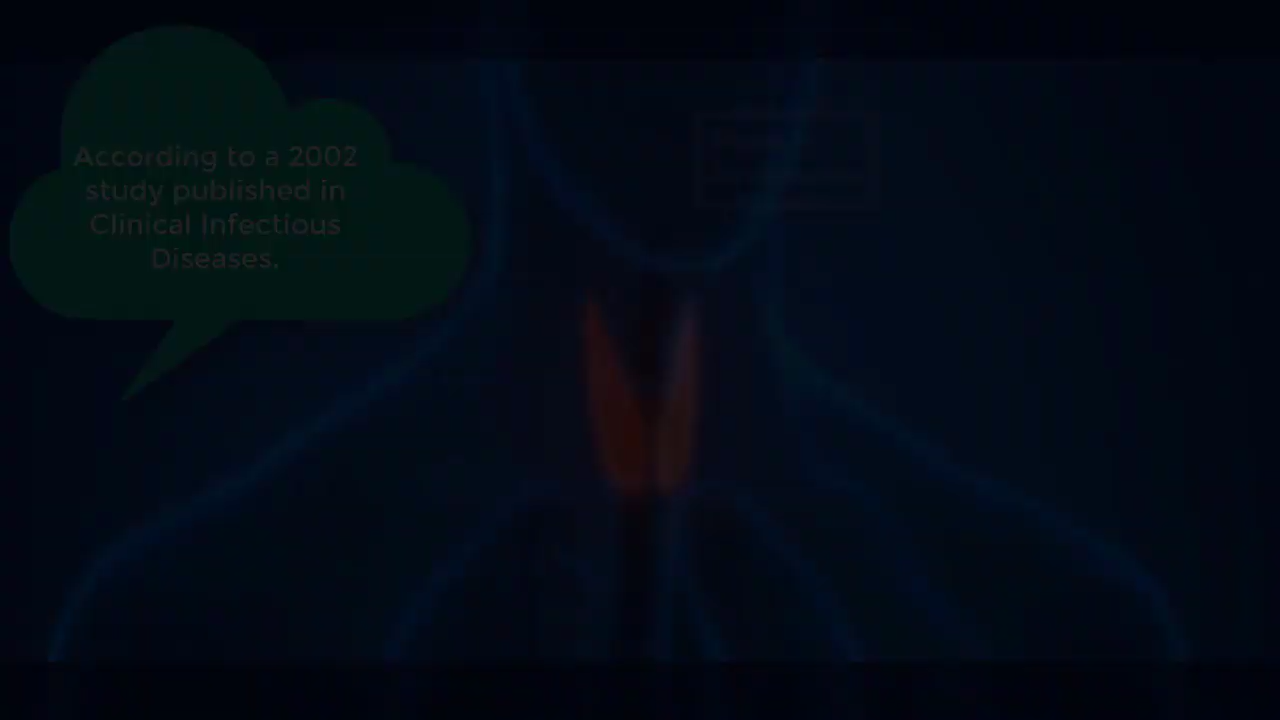 According to a 2002
study published in
Clinical Infectious
Diseases.